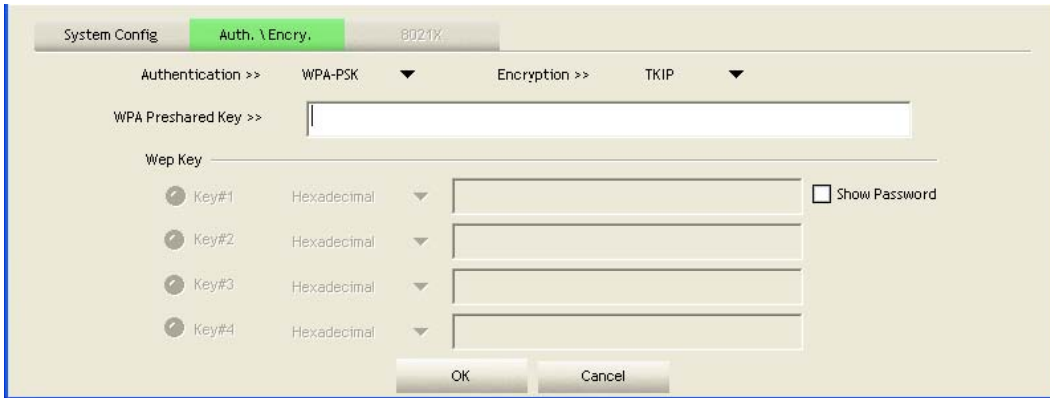 System Config Auth. \ Encry. 8021X
Authentication >> WPA-PSK Encryption >> TKIP
WPA Preshared Key >>
Wep Key
Key#1 Hexadecimal Show Password
Key#2 Hexadecimal
Key#3 Hexadecimal
Key#4 Hexadecimal
OK Cancel